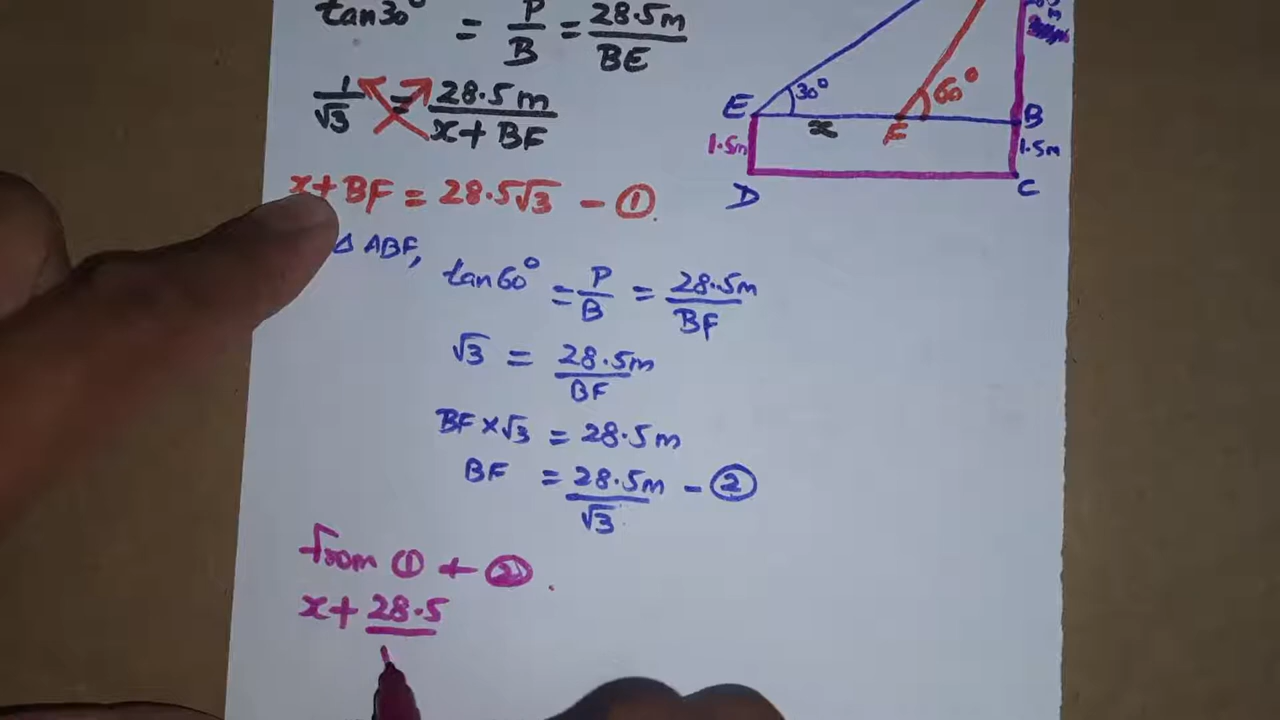 tan30° = P/B = 28.5m/BE
1/√3 = 28.5m/x+BF
x+BF = 28.5√3 - ①.
Δ ABF,
tan60° = P/B = 28.5m/BF
√3 = 28.5m/BF
BF×√3 = 28.5m
BF = 28.5m/√3 - ②
from ① + ②.
x+ 28.5
30°
60°
E
x
F
B
1.5m
1.5m
D
C